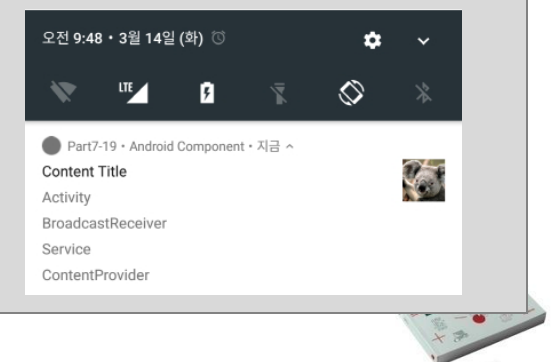 오전 9:48 • 3월 14일 (화)
LTE
Part7-19 • Android Component • 지금
Content Title
Activity
BroadcastReceiver
Service
ContentProvider